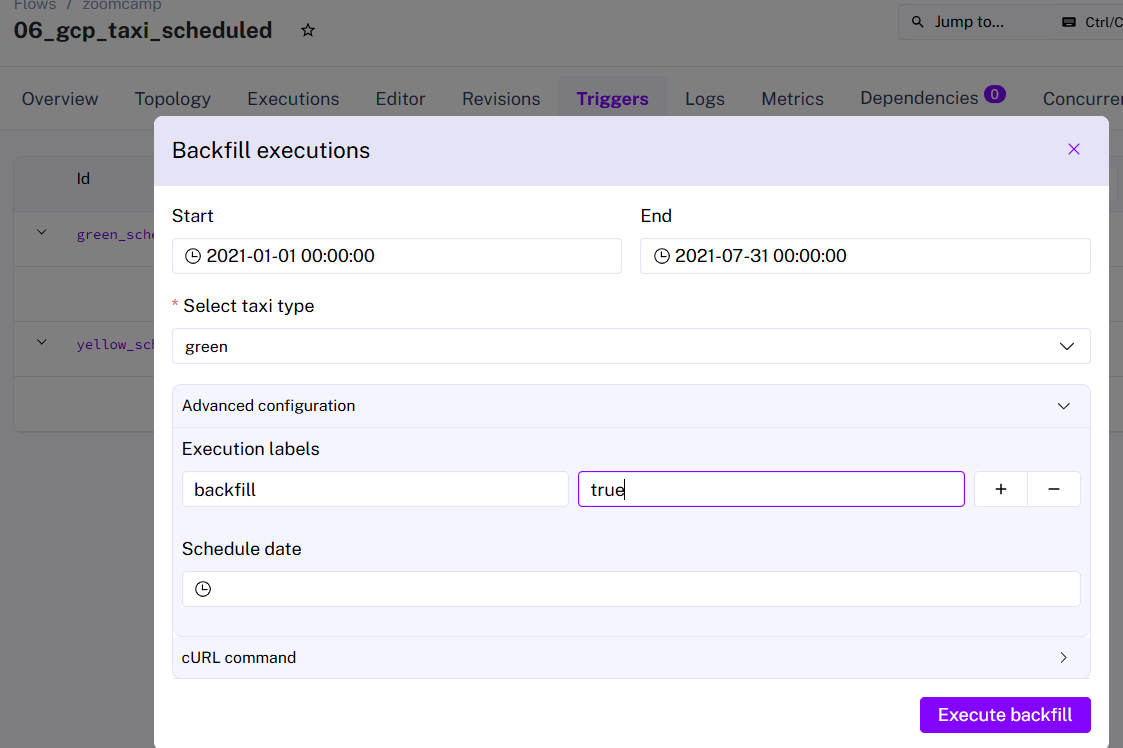 Flows / zoomcamp
06_gcp_taxi_scheduled
Jump to... Ctrl/C
Overview Topology Executions Editor Revisions Triggers Logs Metrics Dependencies 0 Concurren
Backfill executions
Id
Start End
green_sche
2021-01-01 00:00:00 2021-07-31 00:00:00
* Select taxi type
yellow_sch
green
Advanced configuration
Execution labels
backfill true + −
Schedule date
cURL command
Execute backfill